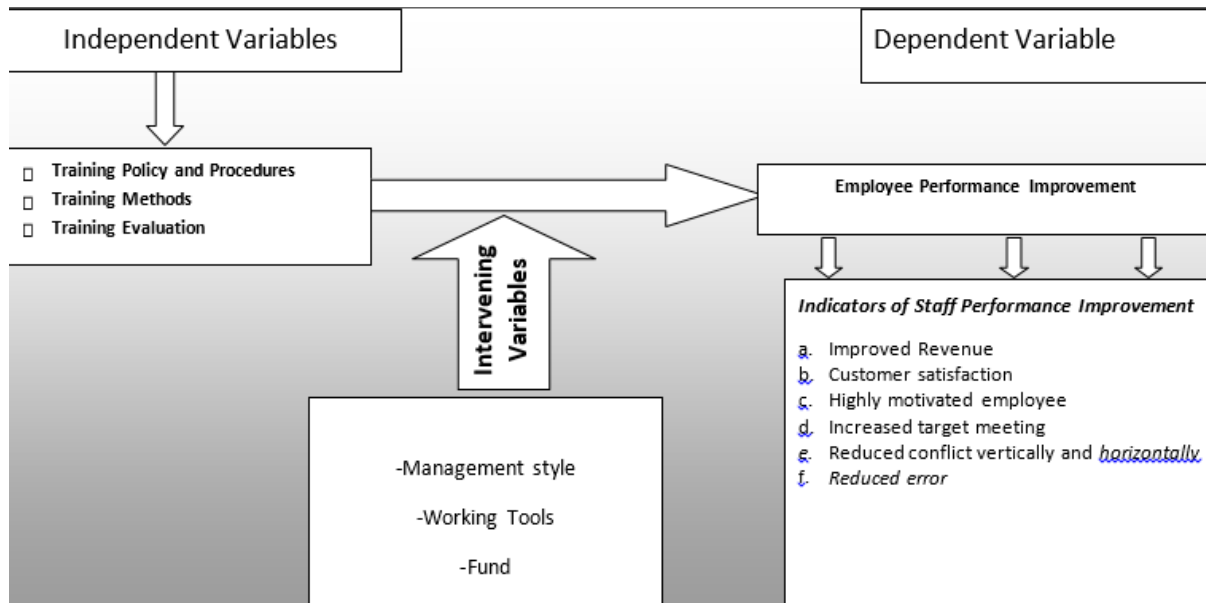 Independent Variables
Dependent Variable
Training Policy and Procedures
Training Methods
Training Evaluation
Employee Performance Improvement
Intervening
Variables
Indicators of Staff Performance Improvement
a. Improved Revenue
b. Customer satisfaction
c. Highly motivated employee
d. Increased target meeting
e. Reduced conflict vertically and horizontally
f. Reduced error
-Management style
-Working Tools
-Fund